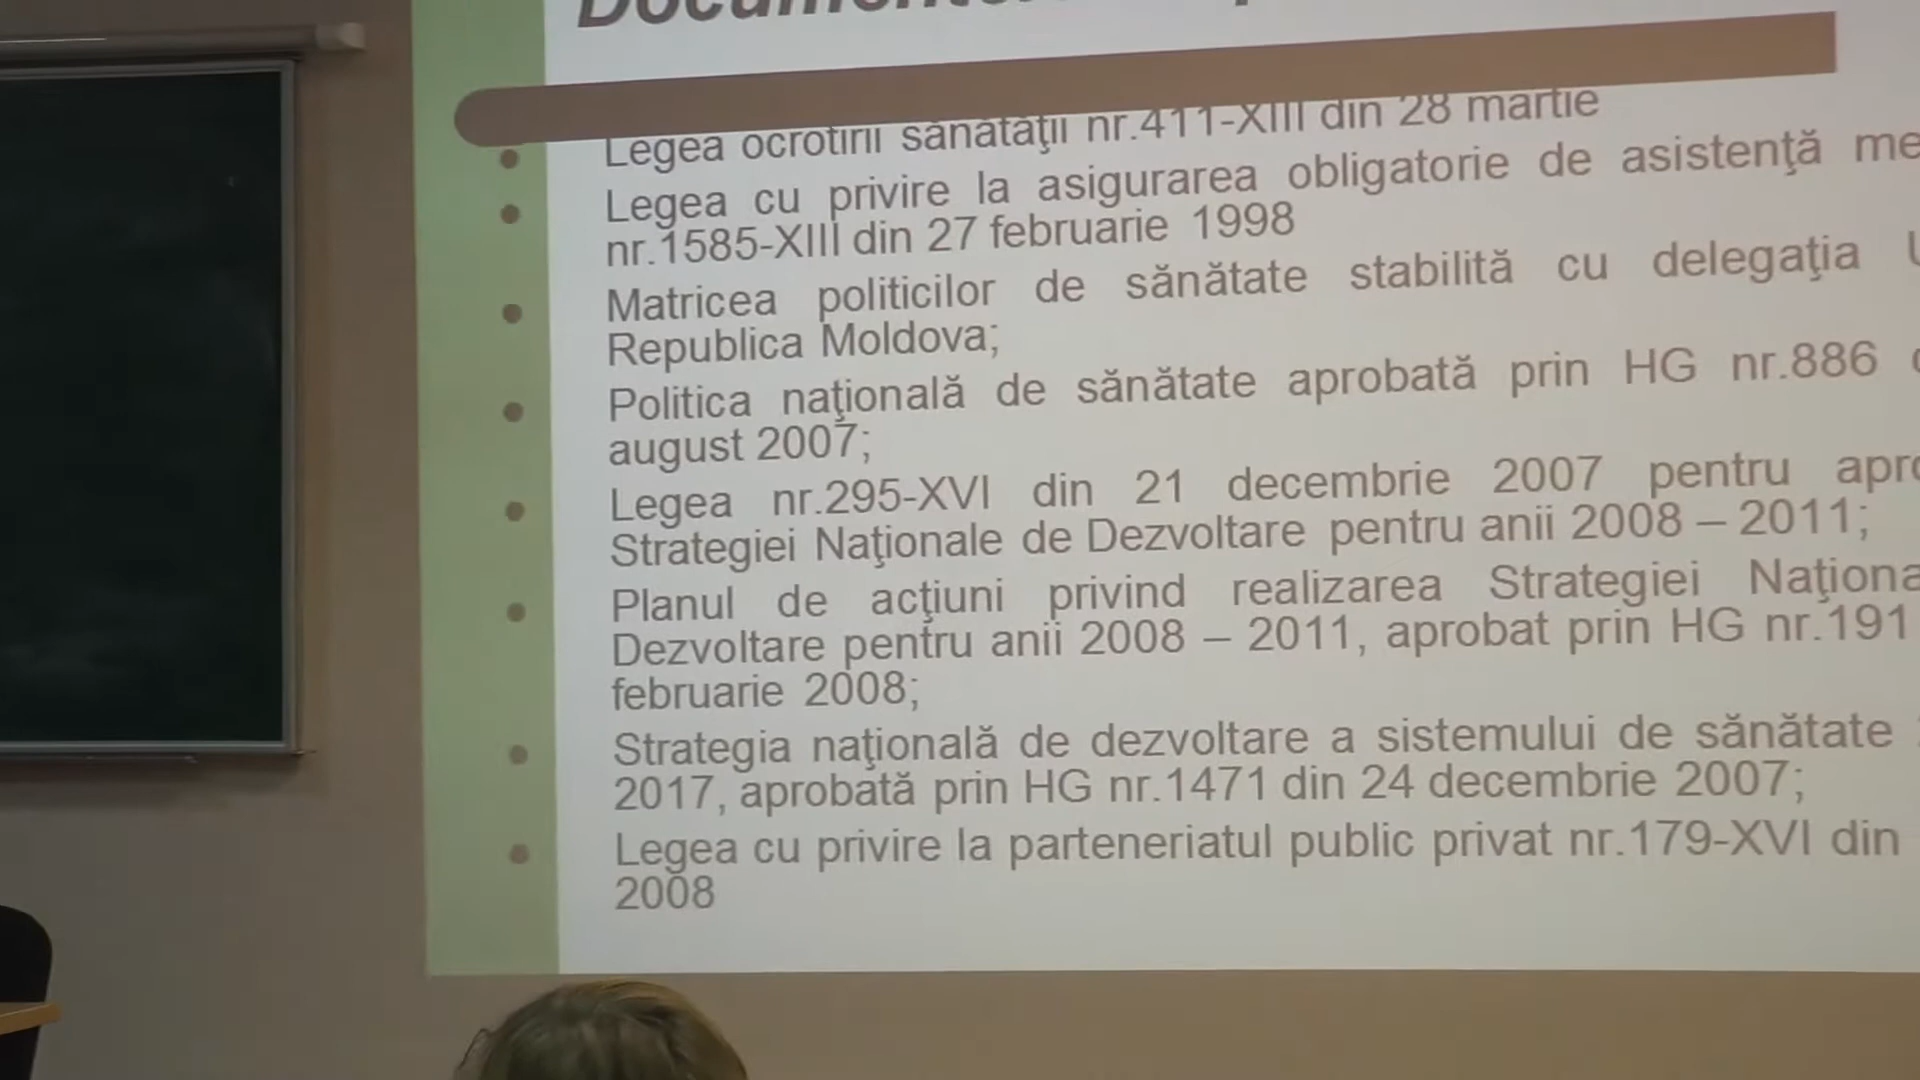 Legea ocrotirii sănătăţii nr.411-XIII din 28 martie
Legea cu privire la asigurarea obligatorie de asistenţă
nr.1585-XIII din 27 februarie 1998
Matricea politicilor de sănătate stabilită cu delegaţia
Republica Moldova;
Politica naţională de sănătate aprobată prin HG nr.886
august 2007;
Legea nr.295-XVI din 21 decembrie 2007 pentru
Strategiei Naţionale de Dezvoltare pentru anii 2008 – 2011;
Planul de acţiuni privind realizarea Strategiei
Dezvoltare pentru anii 2008 – 2011, aprobat prin HG nr.191
februarie 2008;
Strategia naţională de dezvoltare a sistemului de sănătate
2017, aprobată prin HG nr.1471 din 24 decembrie 2007;
Legea cu privire la parteneriatul public privat nr.179-XVI din
2008